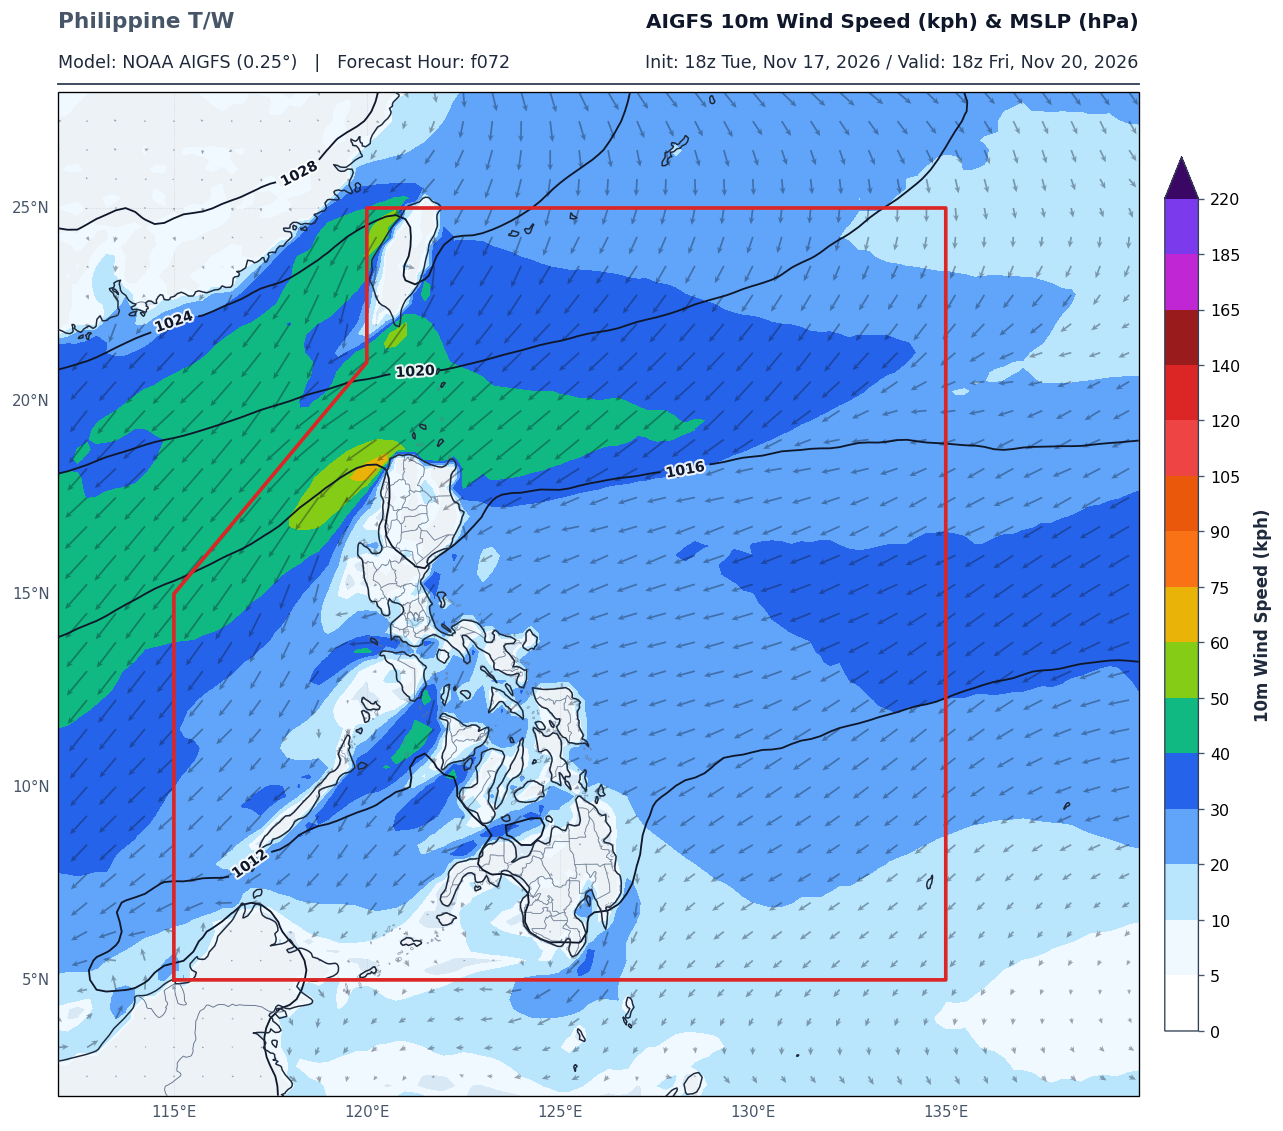 Philippine T/W
AIGFS 10m Wind Speed (kph) & MSLP (hPa)
Model: NOAA AIGFS (0.25°)   |   Forecast Hour: f072
Init: 18z Tue, Nov 17, 2026 / Valid: 18z Fri, Nov 20, 2026
1028
1024
1020
1016
1012
25°N
20°N
15°N
10°N
5°N
115°E
120°E
125°E
130°E
135°E
220
185
165
140
120
105
90
75
60
50
40
30
20
10
5
0
10m Wind Speed (kph)